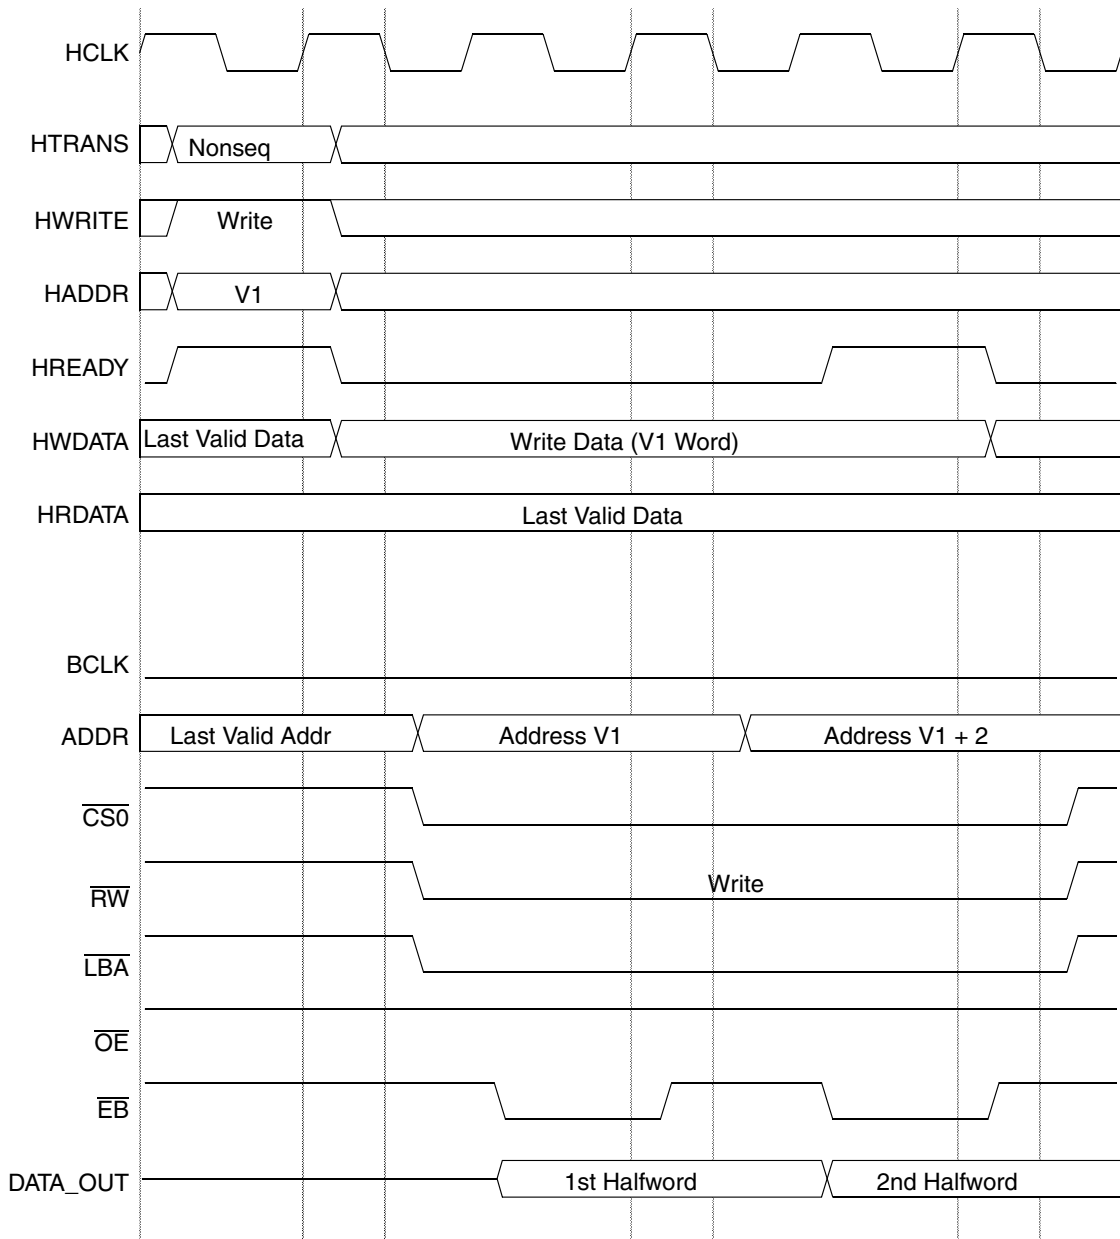 HCLK
HTRANS Nonseq
HWRITE Write
HADDR V1
HREADY
HWDATA Last Valid Data Write Data (V1 Word)
HRDATA Last Valid Data
BCLK
ADDR Last Valid Addr Address V1 Address V1 + 2
CS0
RW Write
LBA
OE
EB
DATA_OUT 1st Halfword 2nd Halfword